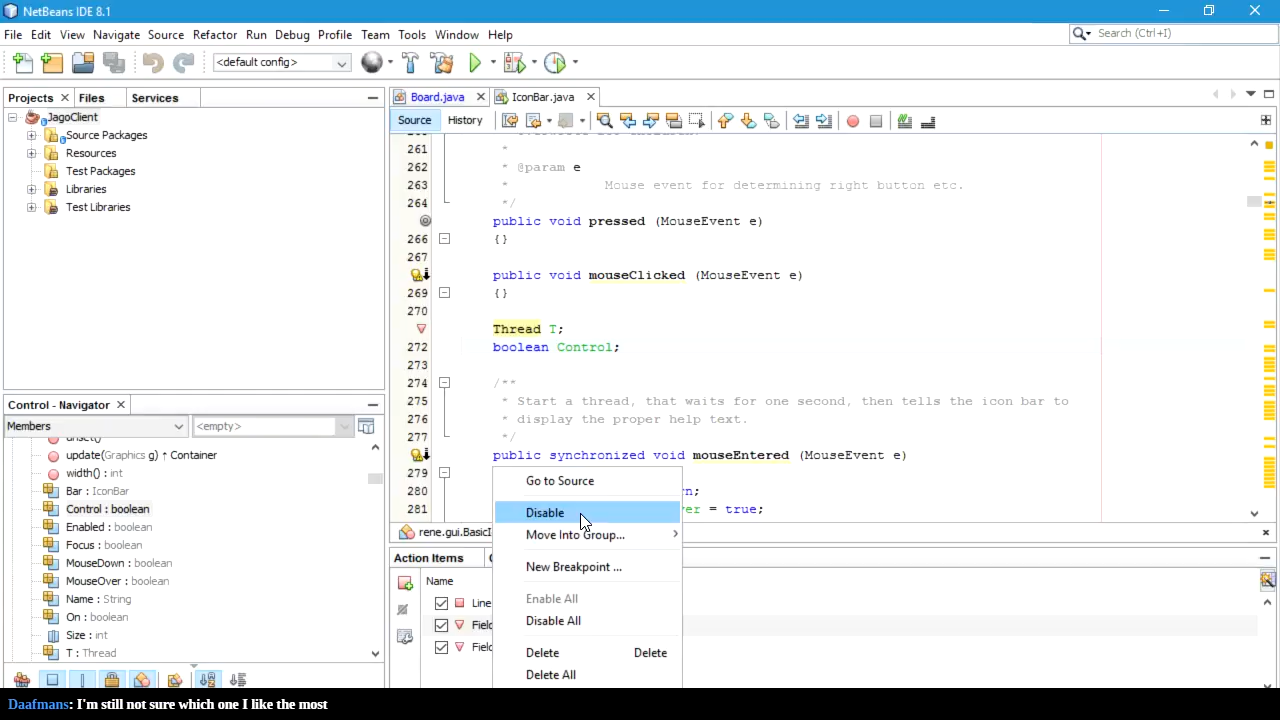 NetBeans IDE 8.1
File Edit View Navigate Source Refactor Run Debug Profile Team Tools Window Help
Search (Ctrl+I)
<default config>
Projects Files Services
JagoClient
Source Packages
Resources
Test Packages
Libraries
Test Libraries
Control - Navigator
Members <empty>
update(Graphics g) ↑ Container
width() : int
Bar : IconBar
Control : boolean
Enabled : boolean
Focus : boolean
MouseDown : boolean
MouseOver : boolean
Name : String
On : boolean
Size : int
T : Thread
Board.java IconBar.java
Source History
261 *
262 * @param e
263 * Mouse event for determining right button etc.
264 */
public void pressed (MouseEvent e)
266 {}
267
public void mouseClicked (MouseEvent e)
269 {}
270
Thread T;
272 boolean Control;
273
274 /**
275 * Start a thread, that waits for one second, then tells the icon bar to
276 * display the proper help text.
277 */
public synchronized void mouseEntered (MouseEvent e)
279
280 rn;
281 er = true;
rene.gui.BasicI
Action Items
Name
Line
Field
Field
Go to Source
Disable
Move Into Group...
New Breakpoint ...
Enable All
Disable All
Delete Delete
Delete All
Daafmans: I'm still not sure which one I like the most